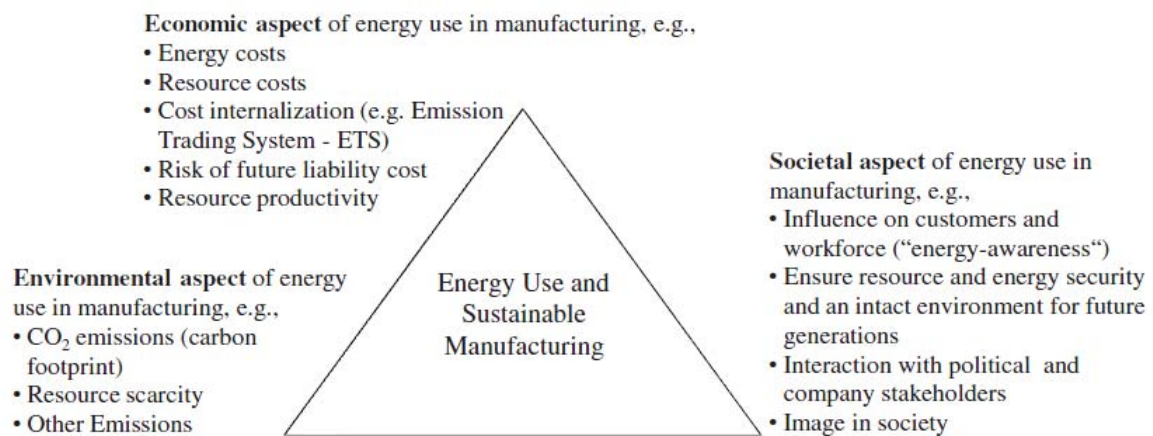 Economic aspect of energy use in manufacturing, e.g.,
• Energy costs
• Resource costs
• Cost internalization (e.g. Emission
Trading System - ETS)
• Risk of future liability cost
• Resource productivity
Societal aspect of energy use in
manufacturing, e.g.,
• Influence on customers and
workforce (“energy-awareness“)
• Ensure resource and energy security
and an intact environment for future
generations
• Interaction with political and
company stakeholders
• Image in society
Environmental aspect of energy
use in manufacturing, e.g.,
• CO₂ emissions (carbon
footprint)
• Resource scarcity
• Other Emissions
Energy Use and
Sustainable
Manufacturing